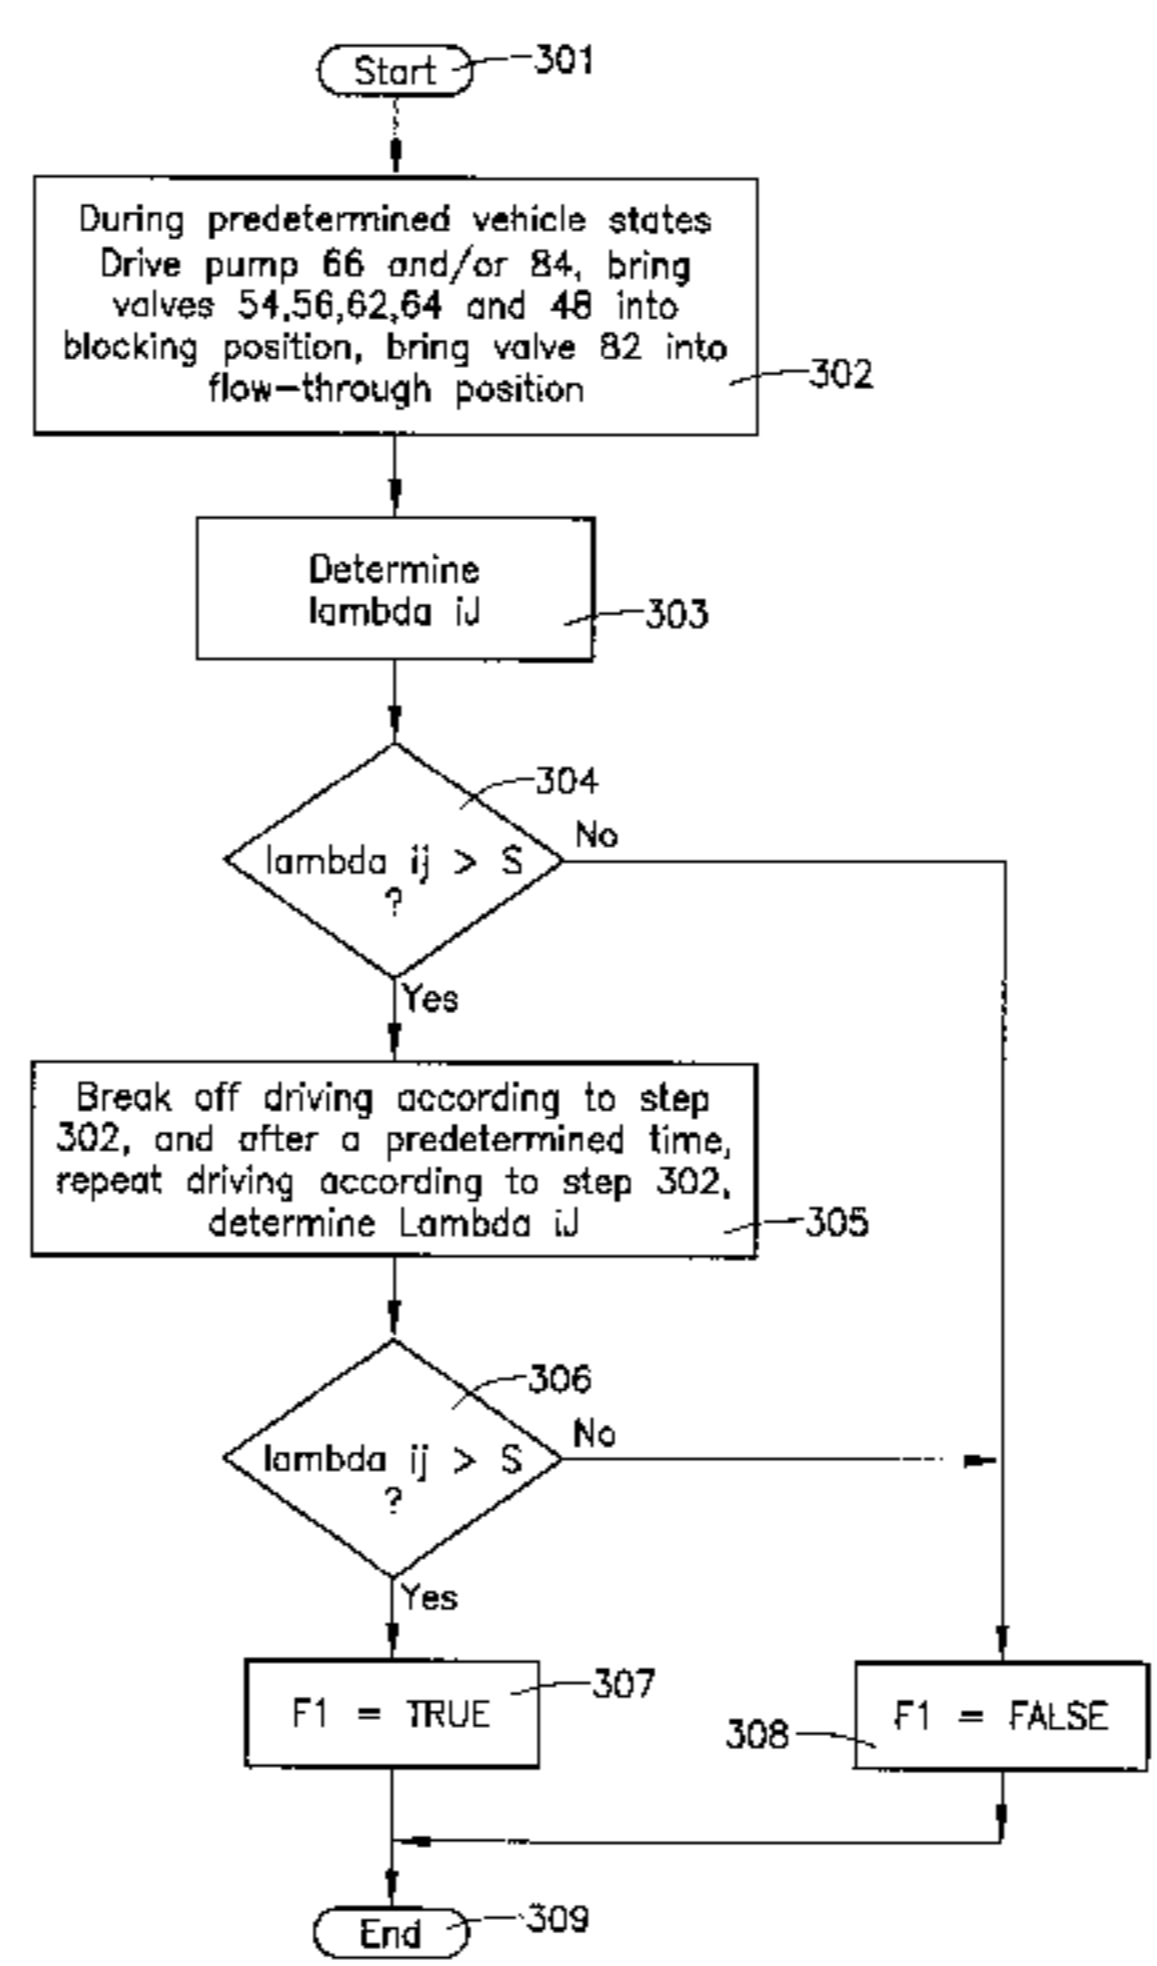 Start
301
During predetermined vehicle states
Drive pump 66 and/or 84, bring
valves 54,56,62,64 and 48 into
blocking position, bring valve 82 into
flow-through position
302
Determine
lambda iJ
303
304
lambda ij > S
?
No
Yes
Break off driving according to step
302, and after a predetermined time,
repeat driving according to step 302,
determine Lambda iJ
305
306
lambda ij > S
?
No
Yes
F1 = TRUE
307
F1 = FALSE
308
End
309